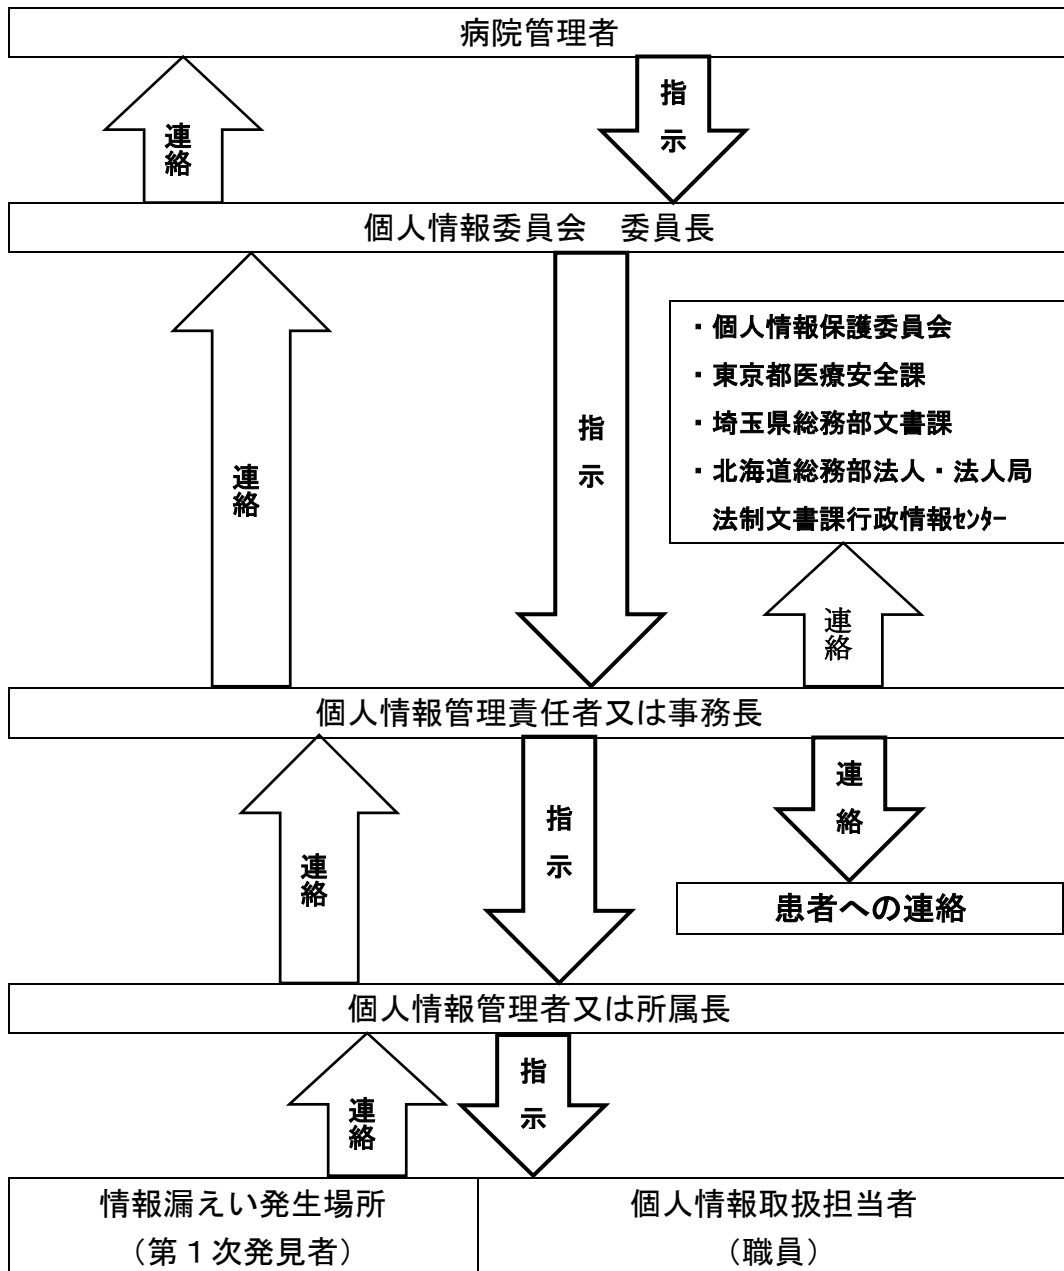 病院管理者
連絡
指示
個人情報委員会　委員長
・個人情報保護委員会
・東京都医療安全課
・埼玉県総務部文書課
・北海道総務部法人・法人局
法制文書課行政情報ｾﾝﾀｰ
連絡
指示
連絡
個人情報管理責任者又は事務長
連絡
指示
連絡
患者への連絡
個人情報管理者又は所属長
連絡
指示
情報漏えい発生場所
（第１次発見者）
個人情報取扱担当者
（職員）